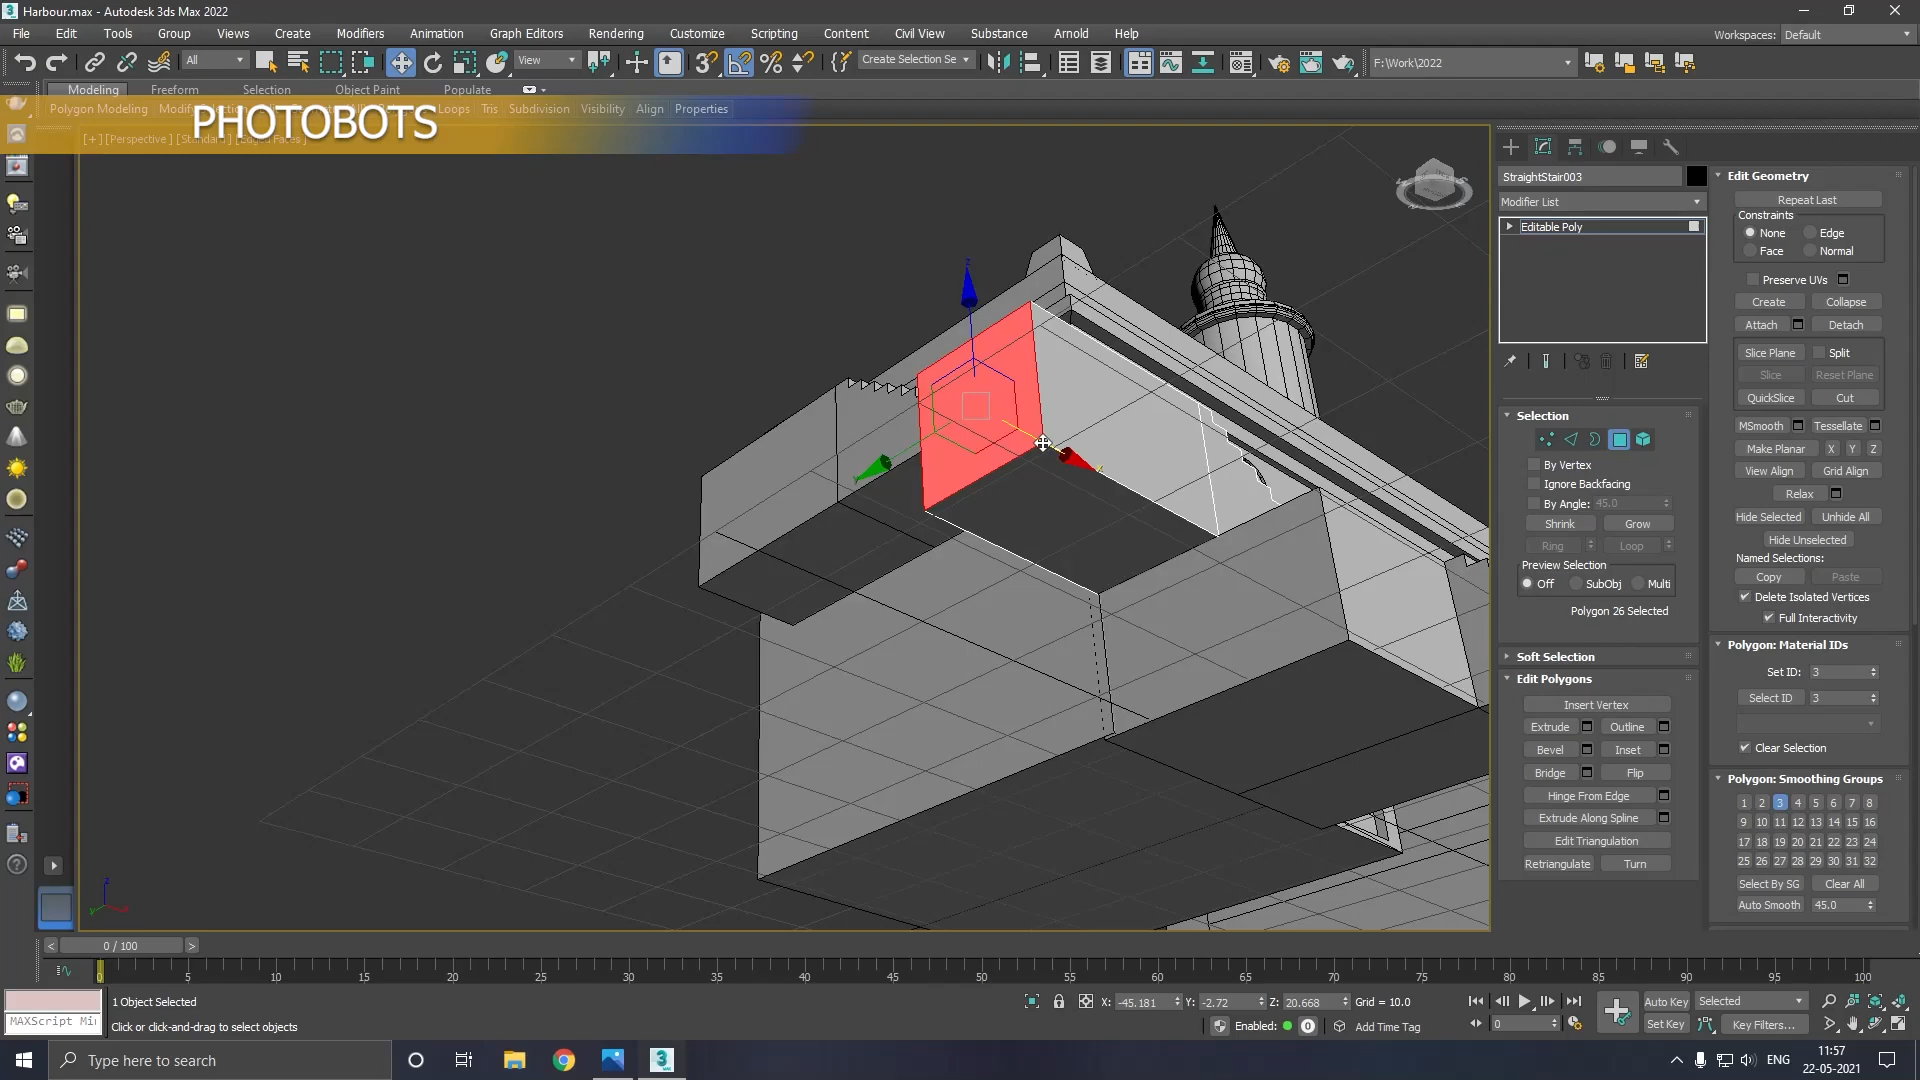 Harbour.max - Autodesk 3ds Max 2022
File Edit Tools Group Views Create Modifiers Animation Graph Editors Rendering Customize Scripting Content Civil View Substance Arnold Help
Workspaces: Default
All View Create Selection Se F:\Work\2022
Modeling Freeform Selection Object Paint Populate
Polygon Modeling Loops Tris Subdivision Visibility Align Properties
PHOTOBOTS
[+] [Perspective ] [Standard ] [Edged Faces ]
StraightStair003
Modifier List
Editable Poly
Selection
By Vertex
Ignore Backfacing
By Angle: 45.0
Shrink Grow
Ring Loop
Preview Selection
Off SubObj Multi
Polygon 26 Selected
Soft Selection
Edit Polygons
Insert Vertex
Extrude Outline
Bevel Inset
Bridge Flip
Hinge From Edge
Extrude Along Spline
Edit Triangulation
Retriangulate Turn
Edit Geometry
Repeat Last
Constraints
None Edge
Face Normal
Preserve UVs
Create Collapse
Attach Detach
Slice Plane Split
Slice Reset Plane
QuickSlice Cut
MSmooth Tessellate
Make Planar X Y Z
View Align Grid Align
Relax
Hide Selected Unhide All
Hide Unselected
Named Selections:
Copy Paste
Delete Isolated Vertices
Full Interactivity
Polygon: Material IDs
Set ID: 3
Select ID 3
Clear Selection
Polygon: Smoothing Groups
1 2 3 4 5 6 7 8
9 10 11 12 13 14 15 16
17 18 19 20 21 22 23 24
25 26 27 28 29 30 31 32
Select By SG Clear All
Auto Smooth 45.0
< 0 / 100 >
0 5 10 15 20 25 30 35 40 45 50 55 60 65 70 75 80 85 90 95 100
1 Object Selected
X: -45.181 Y: -2.72 Z: 20.668 Grid = 10.0
Auto Key Selected
MAXScript Mi
Click or click-and-drag to select objects
Enabled: 0 Add Time Tag
0
Set Key Key Filters...
Type here to search
ENG
11:57
22-05-2021